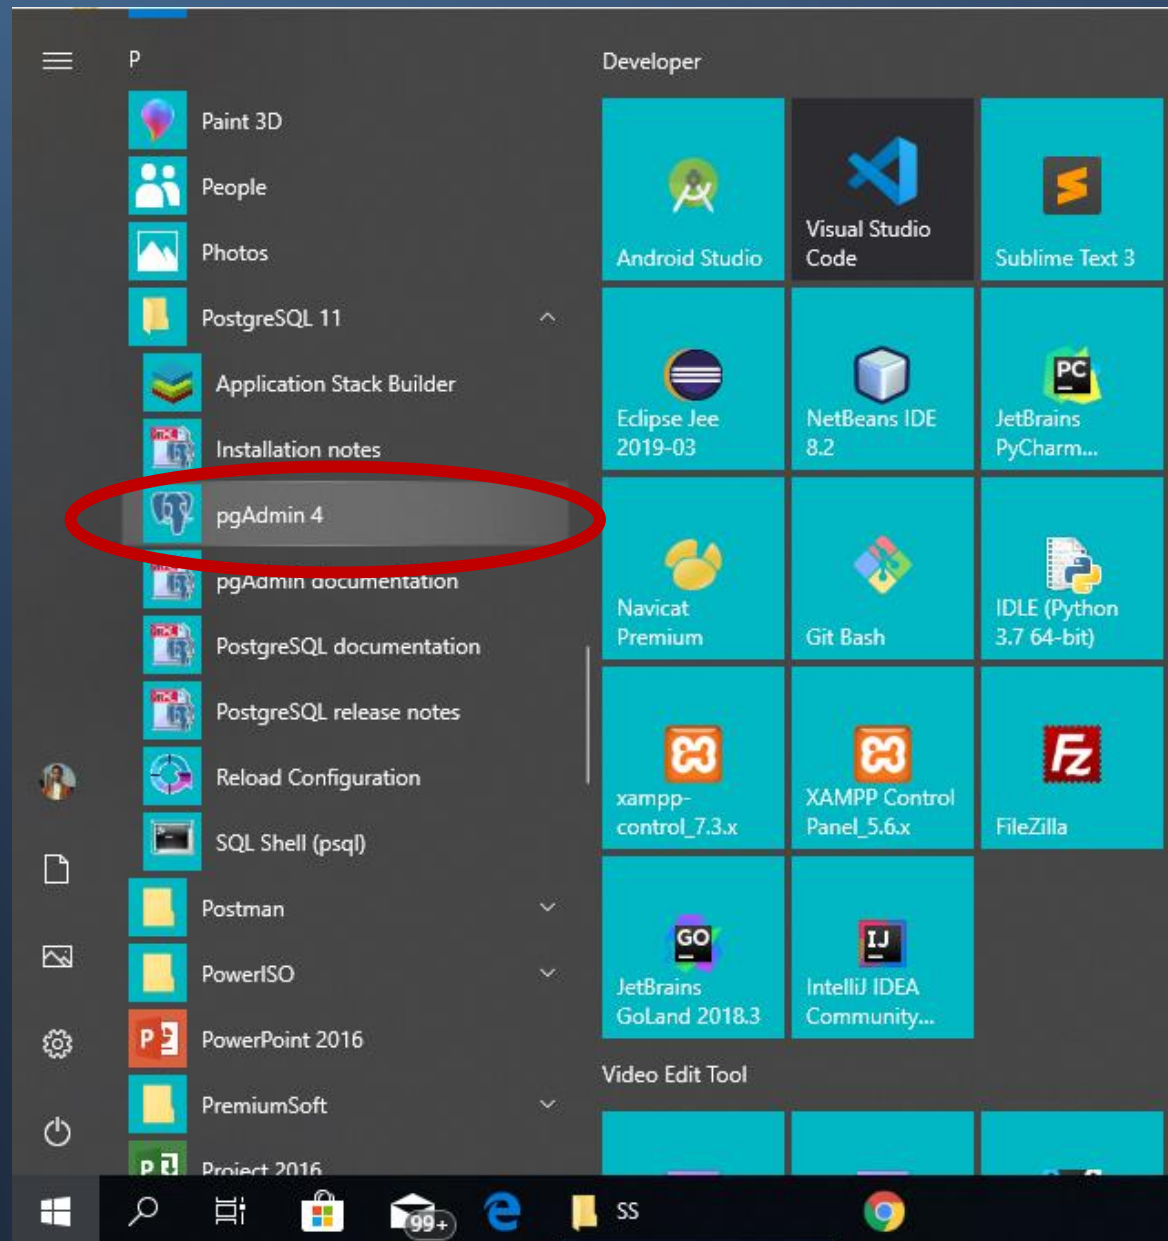 P
Paint 3D
People
Photos
PostgreSQL 11
Application Stack Builder
Installation notes
pgAdmin 4
pgAdmin documentation
PostgreSQL documentation
PostgreSQL release notes
Reload Configuration
SQL Shell (psql)
Postman
PowerISO
PowerPoint 2016
PremiumSoft
Project 2016
Developer
Android Studio
Visual Studio
Code
Sublime Text 3
Eclipse Jee
2019-03
NetBeans IDE
8.2
PC
JetBrains
PyCharm...
Navicat
Premium
Git Bash
IDLE (Python
3.7 64-bit)
xampp-
control_7.3.x
XAMPP Control
Panel_5.6.x
Fz
FileZilla
GO
JetBrains
GoLand 2018.3
IJ
IntelliJ IDEA
Community...
Video Edit Tool
99+
SS